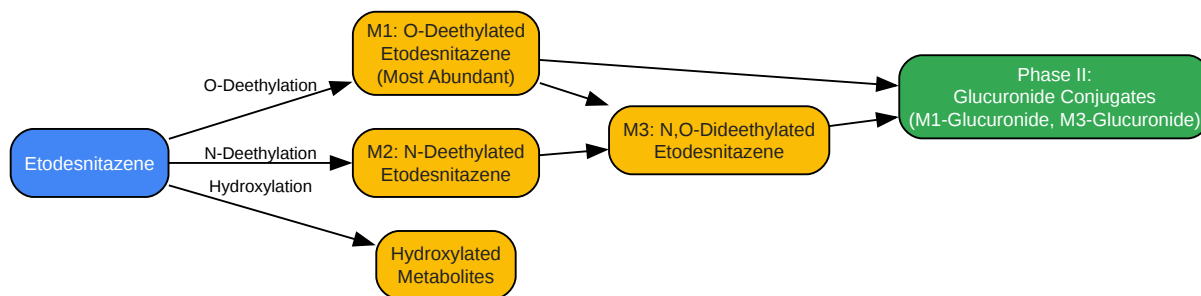 Etodesnitazene
O-Deethylation
N-Deethylation
Hydroxylation
M1: O-Deethylated
Etodesnitazene
(Most Abundant)
M2: N-Deethylated
Etodesnitazene
Hydroxylated
Metabolites
M3: N,O-Dideethylated
Etodesnitazene
Phase II:
Glucuronide Conjugates
(M1-Glucuronide, M3-Glucuronide)